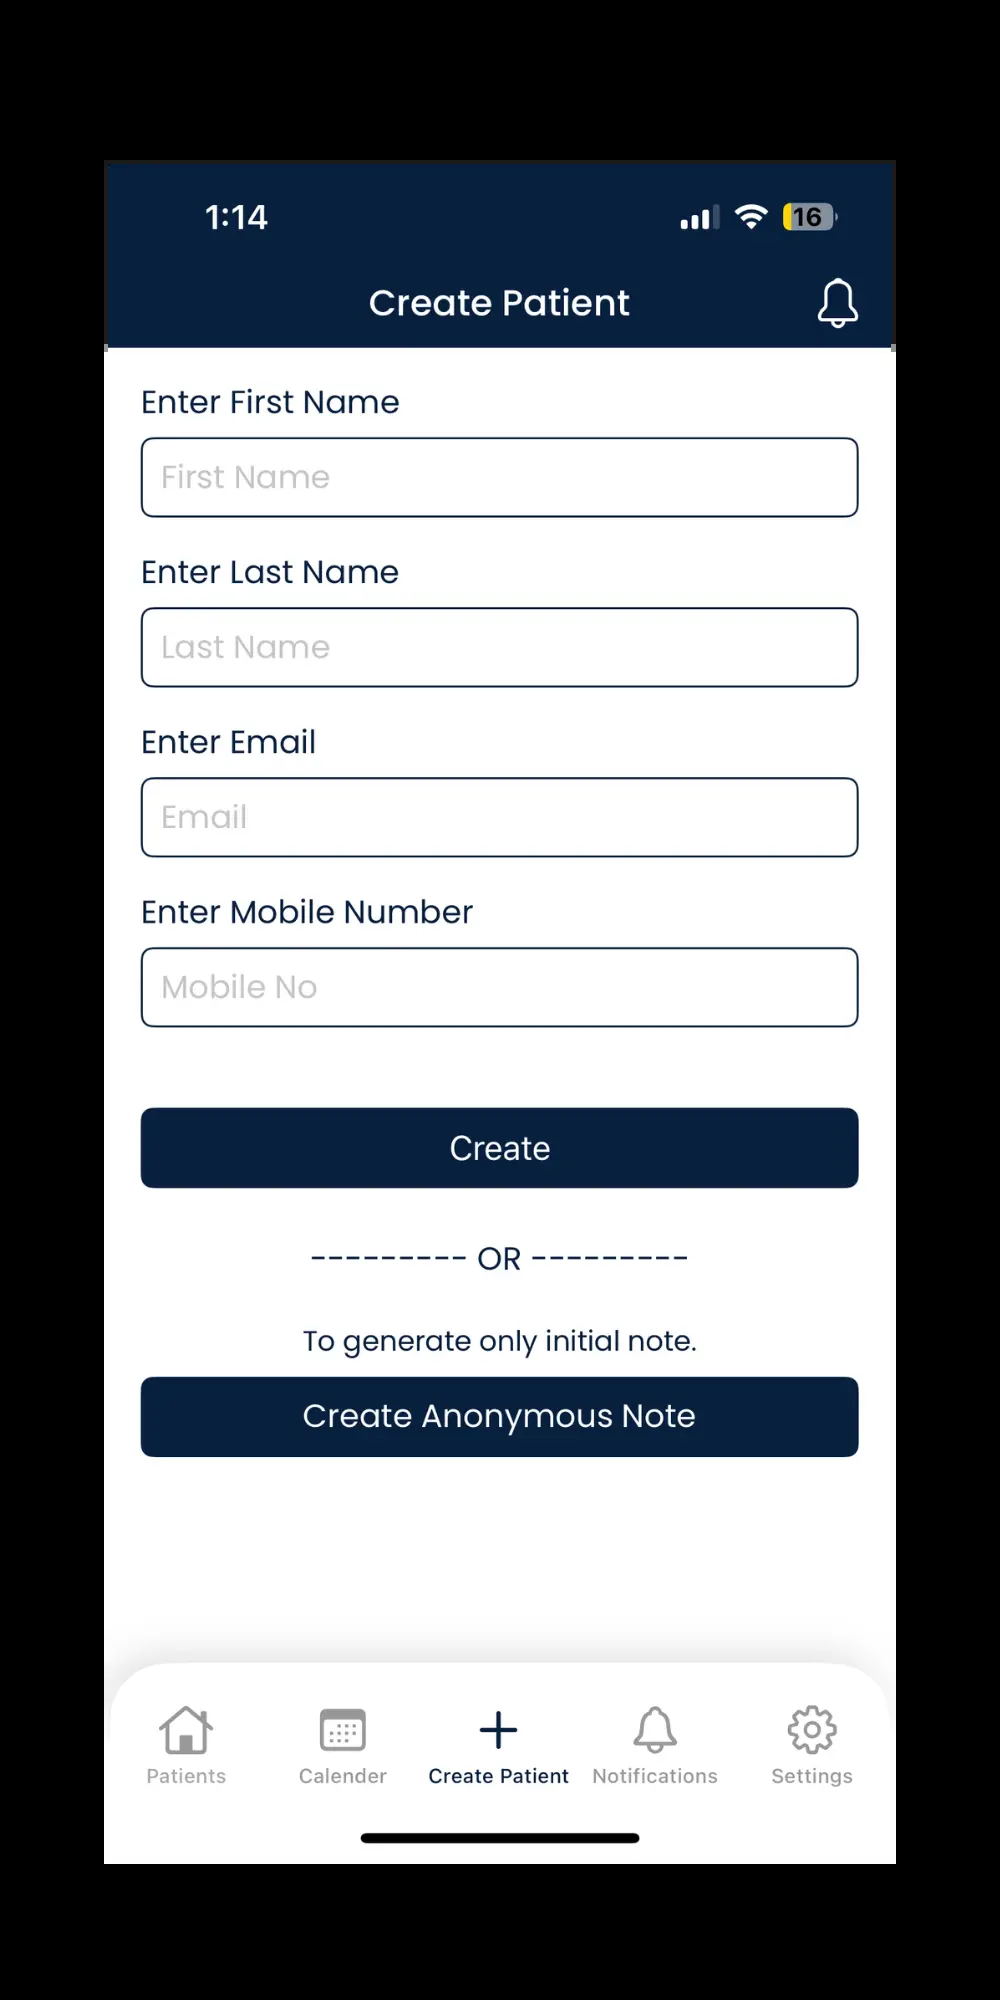 1:14
16
Create Patient
Enter First Name
First Name
Enter Last Name
Last Name
Enter Email
Email
Enter Mobile Number
Mobile No
Create
--------- OR ---------
To generate only initial note.
Create Anonymous Note
Patients Calender Create Patient Notifications Settings